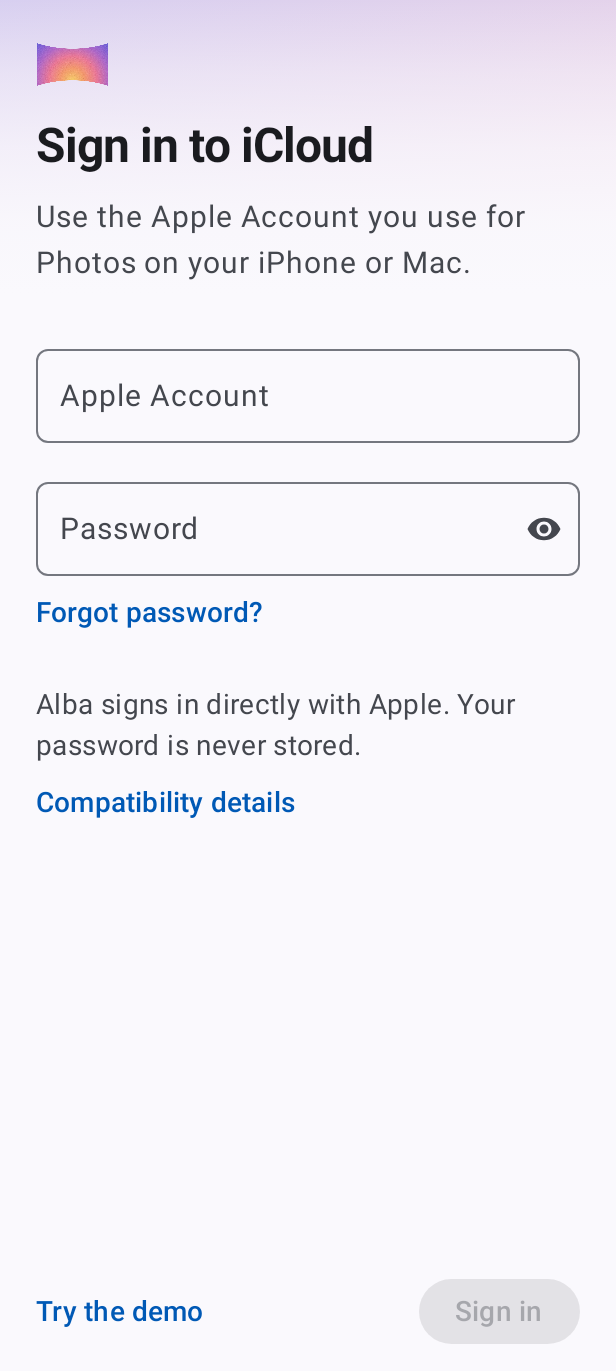 Sign in to iCloud
Use the Apple Account you use for
Photos on your iPhone or Mac.
Apple Account
Password
Forgot password?
Alba signs in directly with Apple. Your
password is never stored.
Compatibility details
Try the demo
Sign in